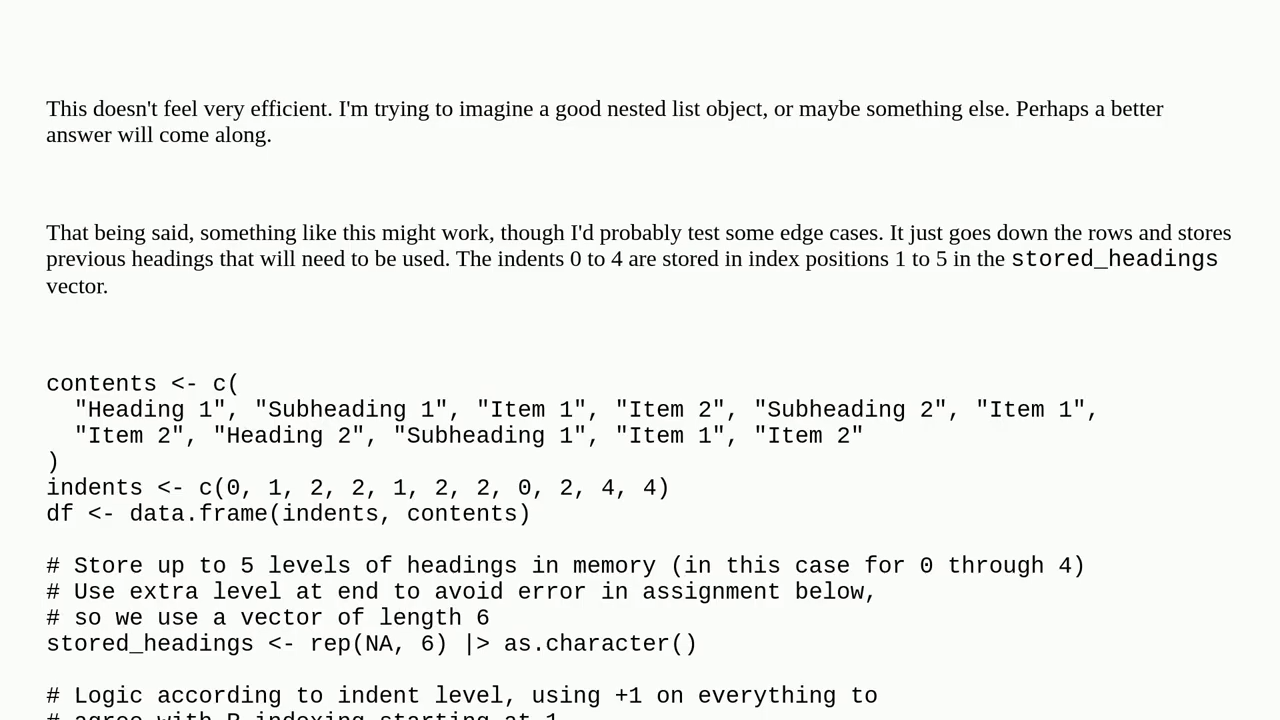 This doesn't feel very efficient. I'm trying to imagine a good nested list object, or maybe something else. Perhaps a better
answer will come along.
That being said, something like this might work, though I'd probably test some edge cases. It just goes down the rows and stores
previous headings that will need to be used. The indents 0 to 4 are stored in index positions 1 to 5 in the stored_headings
vector.
contents <- c(
  "Heading 1", "Subheading 1", "Item 1", "Item 2", "Subheading 2", "Item 1",
  "Item 2", "Heading 2", "Subheading 1", "Item 1", "Item 2"
)
indents <- c(0, 1, 2, 2, 1, 2, 2, 0, 2, 4, 4)
df <- data.frame(indents, contents)
# Store up to 5 levels of headings in memory (in this case for 0 through 4)
# Use extra level at end to avoid error in assignment below,
# so we use a vector of length 6
stored_headings <- rep(NA, 6) |> as.character()
# Logic according to indent level, using +1 on everything to
# agree with R indexing starting at 1